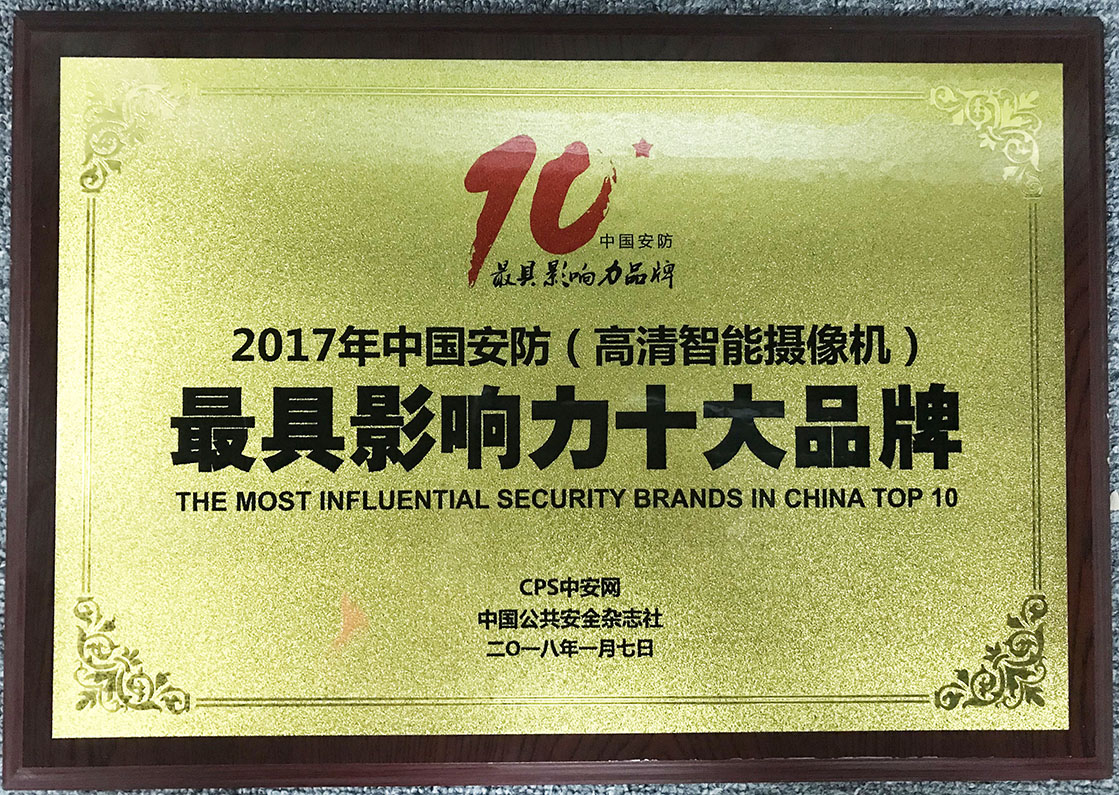 10
中国安防
最具影响力品牌
2017年中国安防（高清智能摄像机）
最具影响力十大品牌
THE MOST INFLUENTIAL SECURITY BRANDS IN CHINA TOP 10
CPS中安网
中国公共安全杂志社
二O一八年一月七日